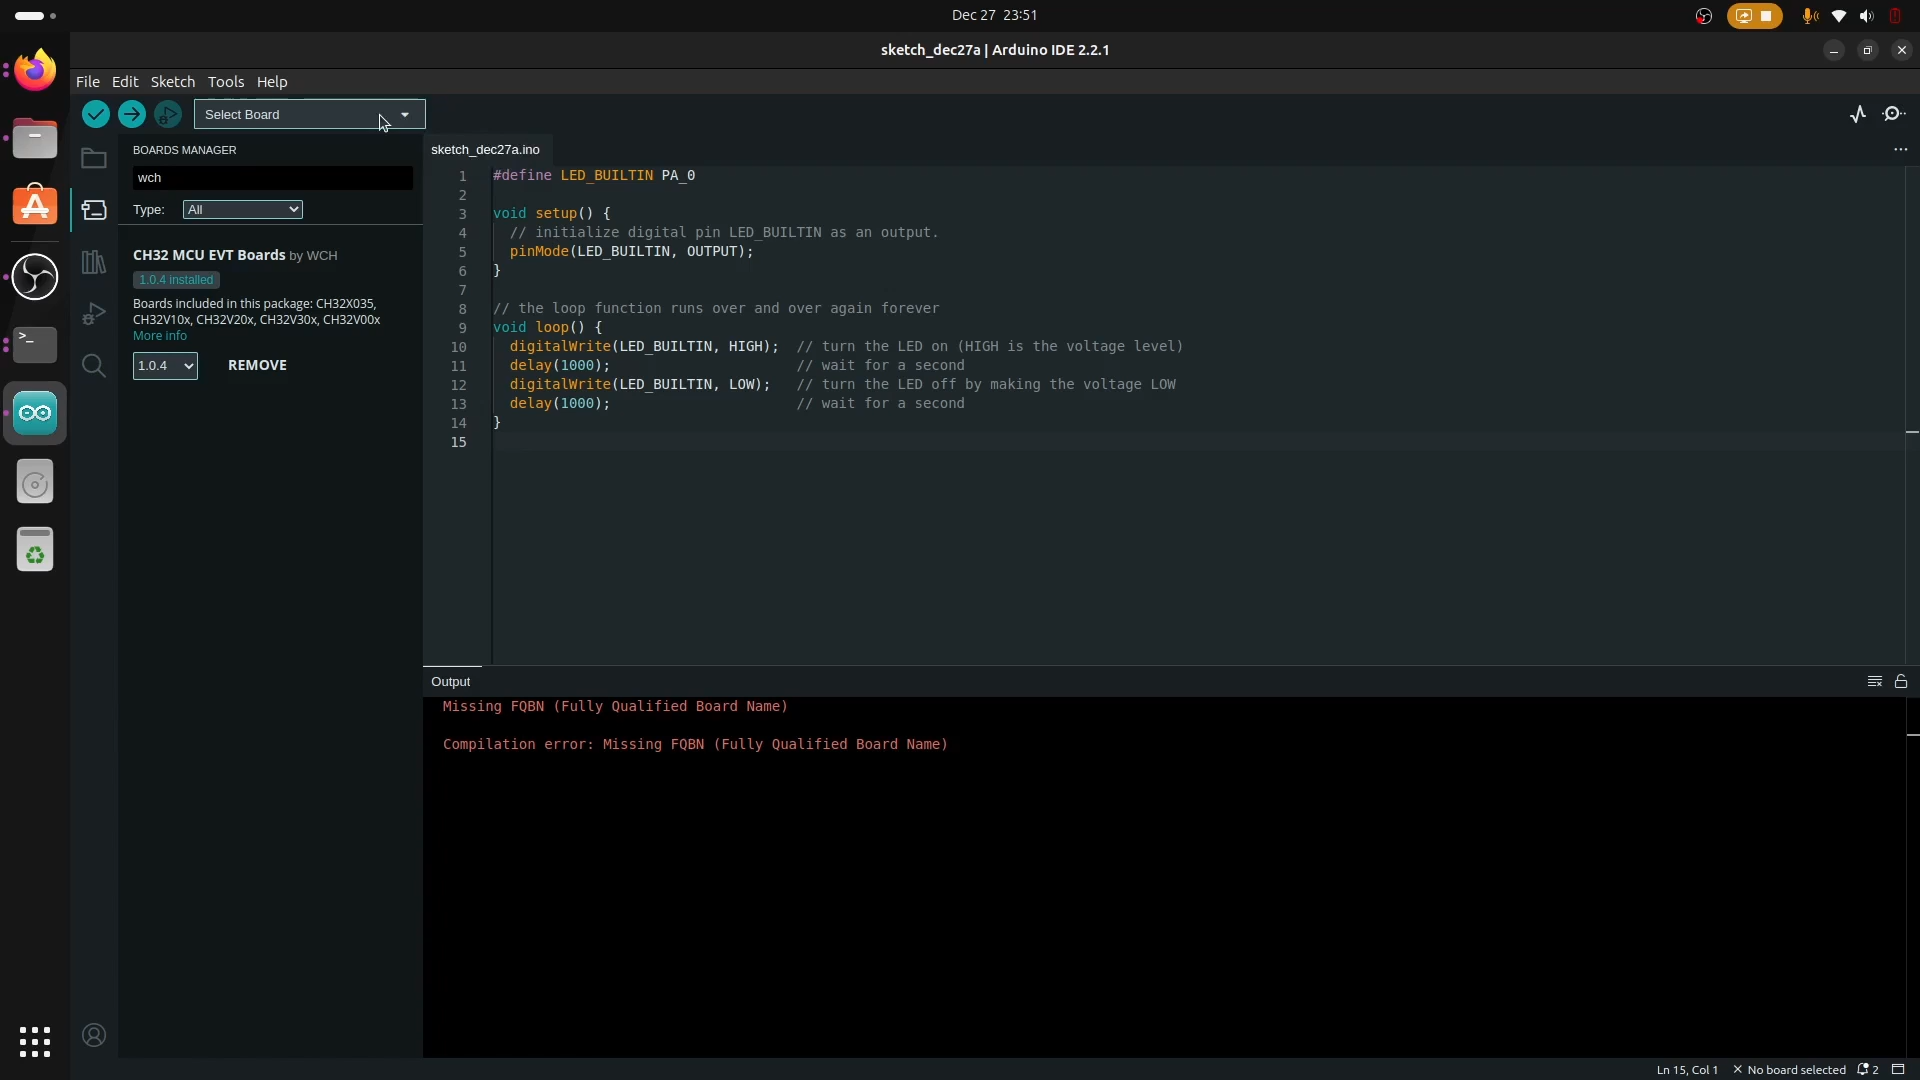 Dec 27 23:51
sketch_dec27a | Arduino IDE 2.2.1
File Edit Sketch Tools Help
Select Board
BOARDS MANAGER
wch
Type: All
CH32 MCU EVT Boards by WCH
1.0.4 installed
Boards included in this package: CH32X035,
CH32V10x, CH32V20x, CH32V30x, CH32V00x
More info
1.0.4 REMOVE
sketch_dec27a.ino
1 #define LED_BUILTIN PA_0
2
3 void setup() {
4 // initialize digital pin LED_BUILTIN as an output.
5 pinMode(LED_BUILTIN, OUTPUT);
6 }
7
8 // the loop function runs over and over again forever
9 void loop() {
10 digitalWrite(LED_BUILTIN, HIGH); // turn the LED on (HIGH is the voltage level)
11 delay(1000); // wait for a second
12 digitalWrite(LED_BUILTIN, LOW); // turn the LED off by making the voltage LOW
13 delay(1000); // wait for a second
14 }
15
Output
Missing FQBN (Fully Qualified Board Name)
Compilation error: Missing FQBN (Fully Qualified Board Name)
Ln 15, Col 1 × No board selected 2